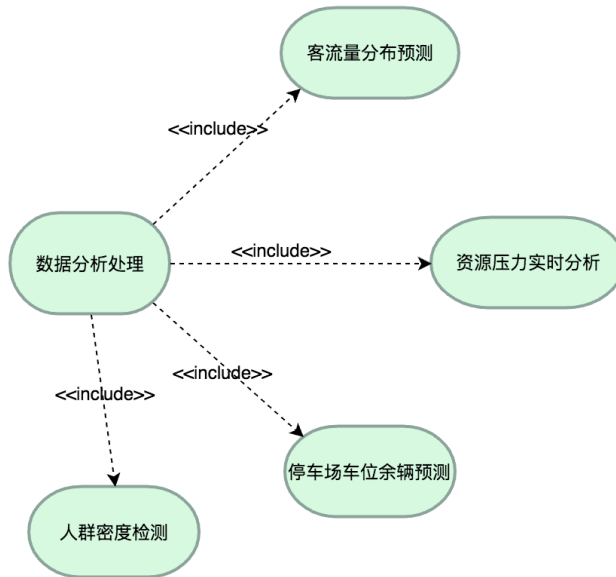 客流量分布预测
<<include>>
数据分析处理
<<include>>
资源压力实时分析
<<include>>
<<include>>
停车场车位余辆预测
人群密度检测